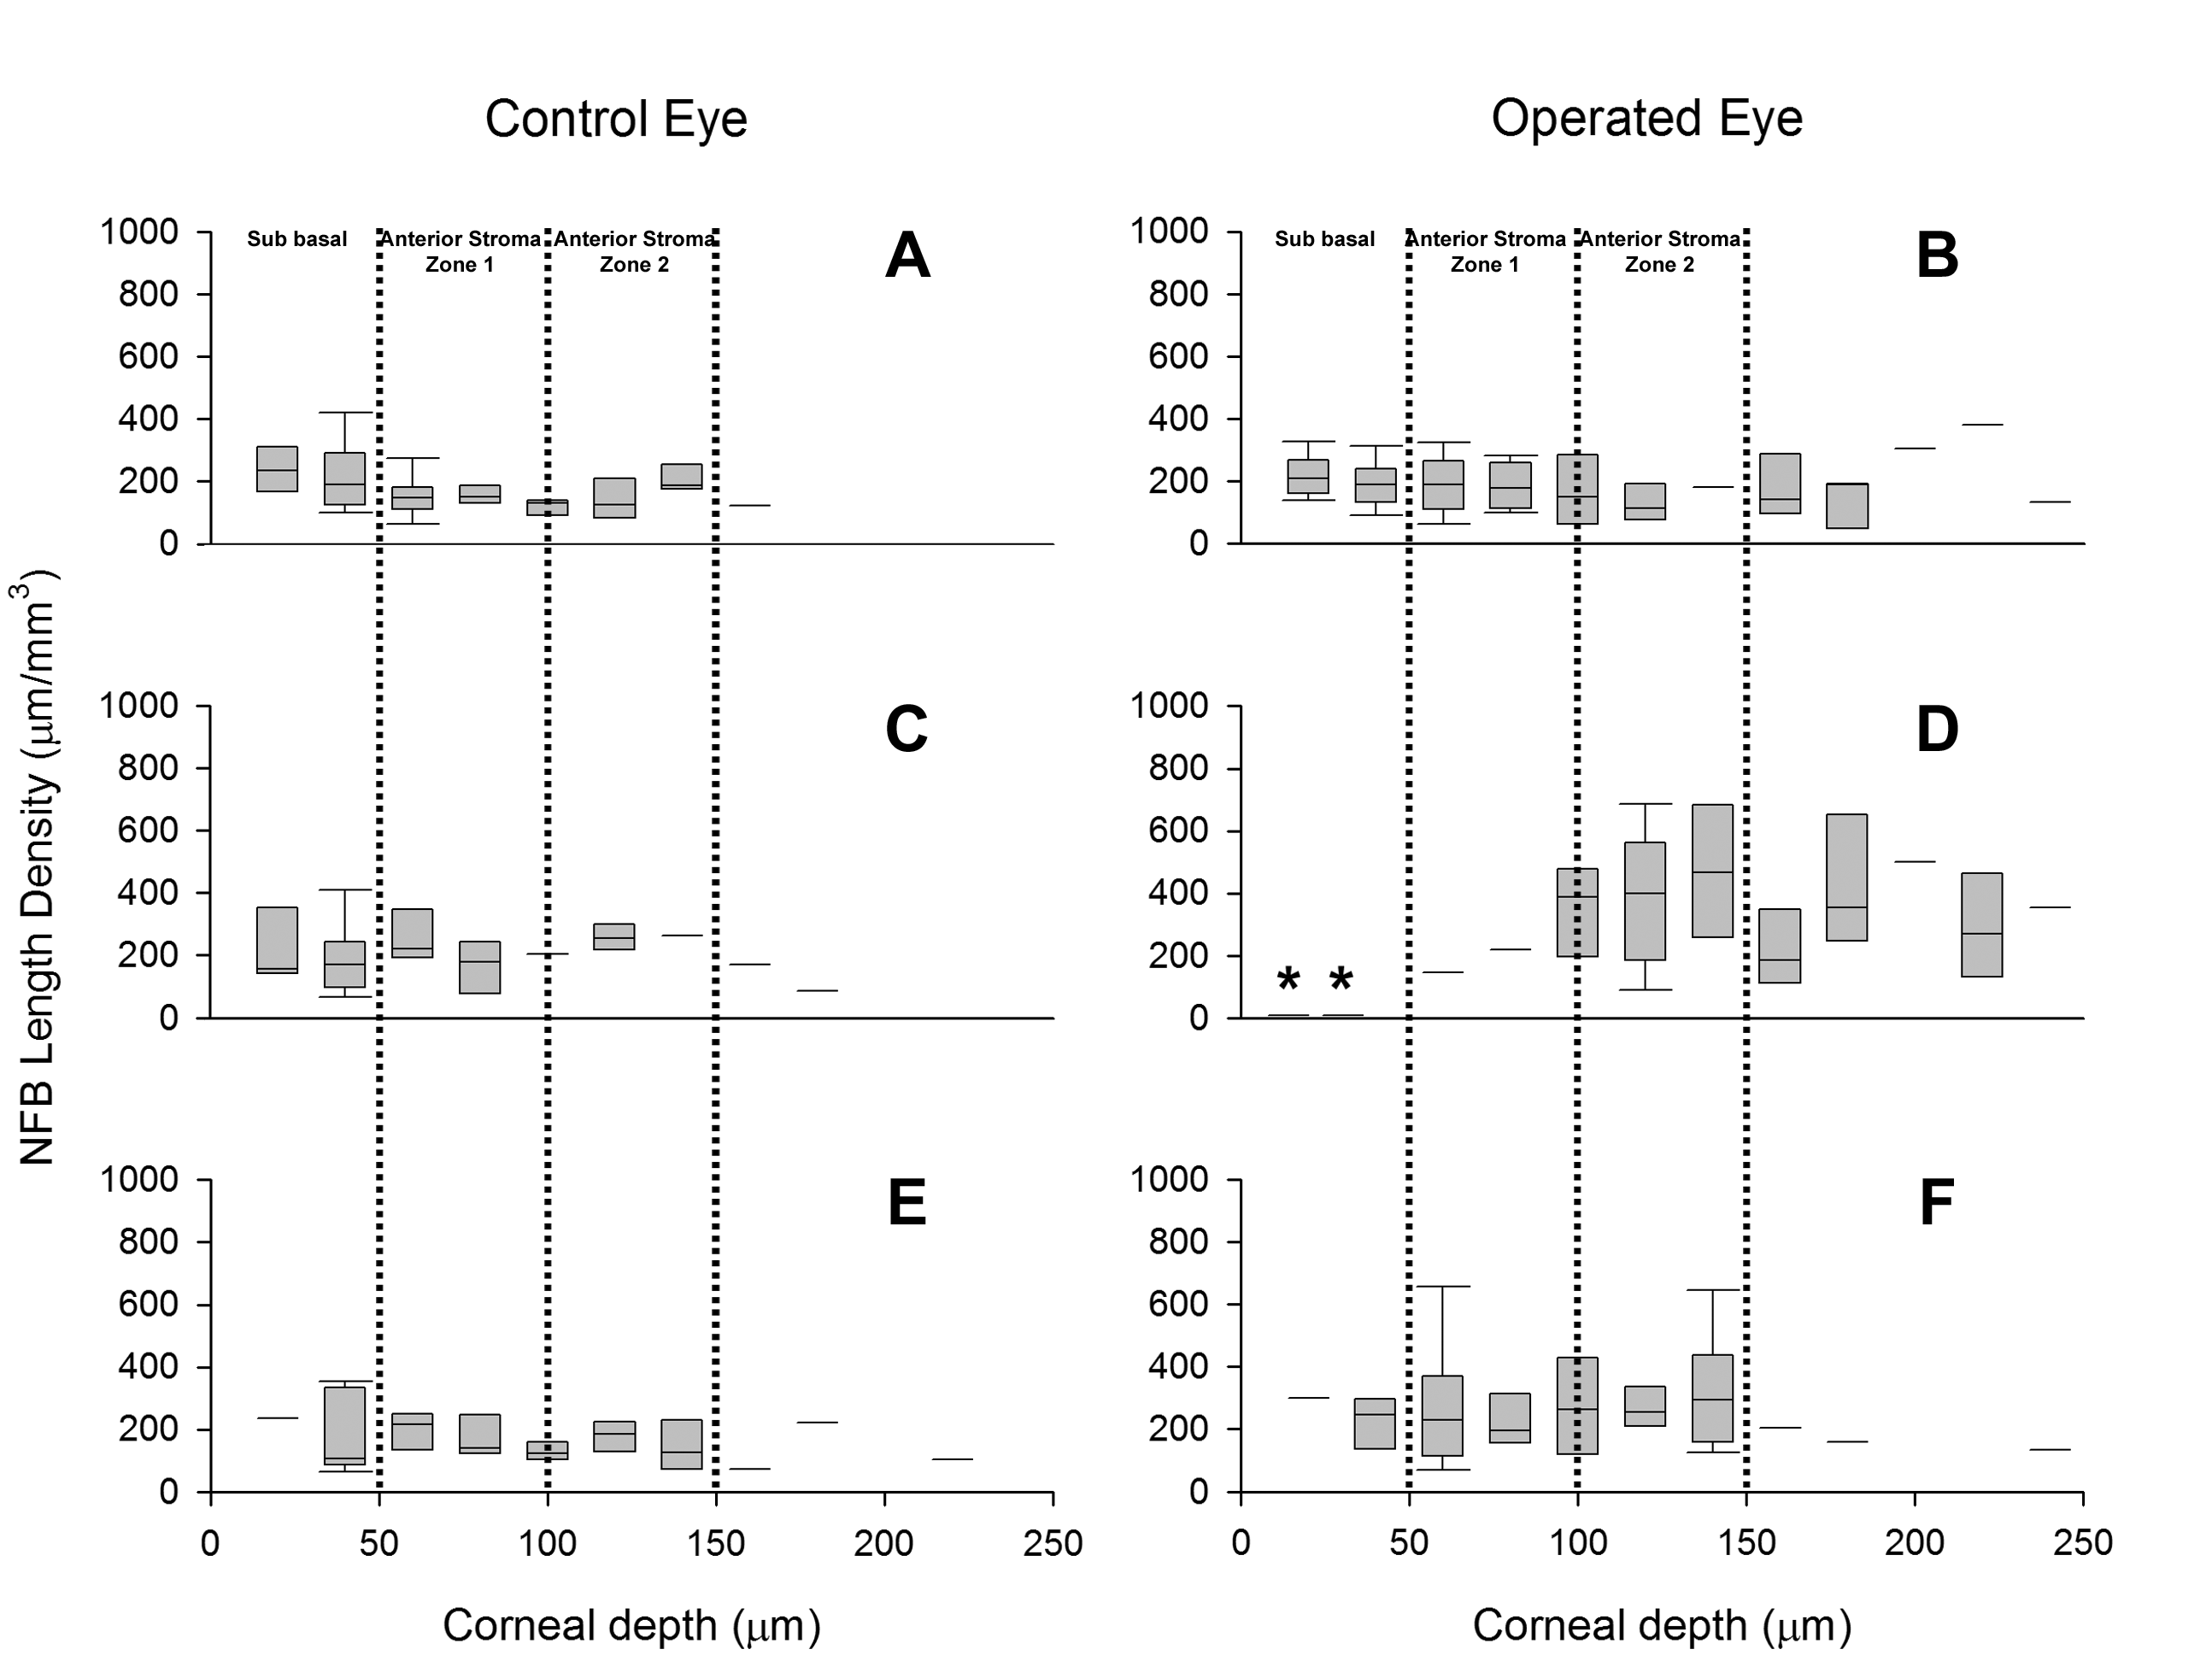 Control Eye
Operated Eye
NFB Length Density (μm/mm³)
1000
800
600
400
200
0
Sub basal
Anterior Stroma
Zone 1
Anterior Stroma
Zone 2
A
1000
800
600
400
200
0
Sub basal
Anterior Stroma
Zone 1
Anterior Stroma
Zone 2
B
1000
800
600
400
200
0
C
1000
800
600
400
200
0
* *
D
1000
800
600
400
200
0
E
0 50 100 150 200 250
Corneal depth (μm)
1000
800
600
400
200
0
F
0 50 100 150 200 250
Corneal depth (μm)